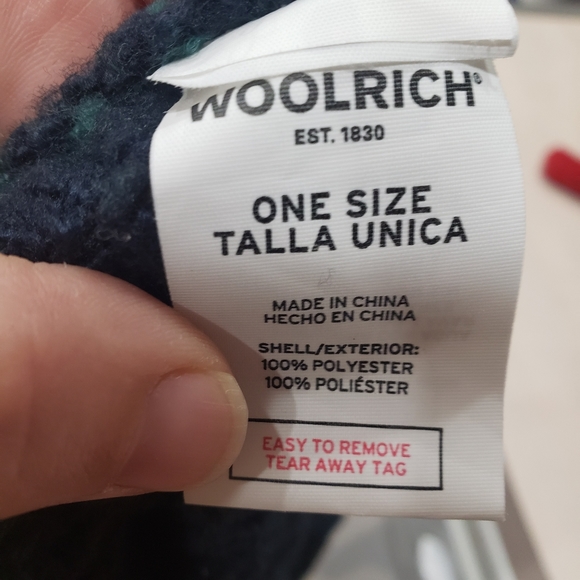 WOOLRICH®
EST. 1830
ONE SIZE
TALLA UNICA
MADE IN CHINA
HECHO EN CHINA
SHELL/EXTERIOR:
100% POLYESTER
100% POLIÉSTER
EASY TO REMOVE
TEAR AWAY TAG